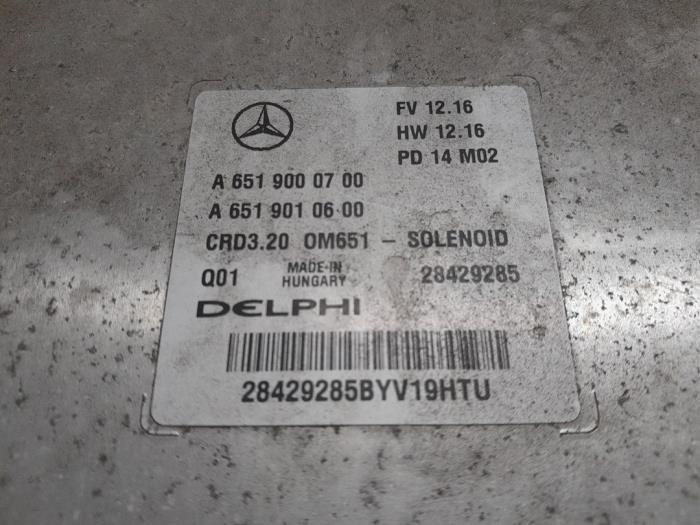 FV 12.16
HW 12.16
PD 14 M02
A 651 900 07 00
A 651 901 06 00
CRD3.20 OM651 - SOLENOID
Q01 MADE-IN HUNGARY 28429285
DELPHI
28429285BYV19HTU